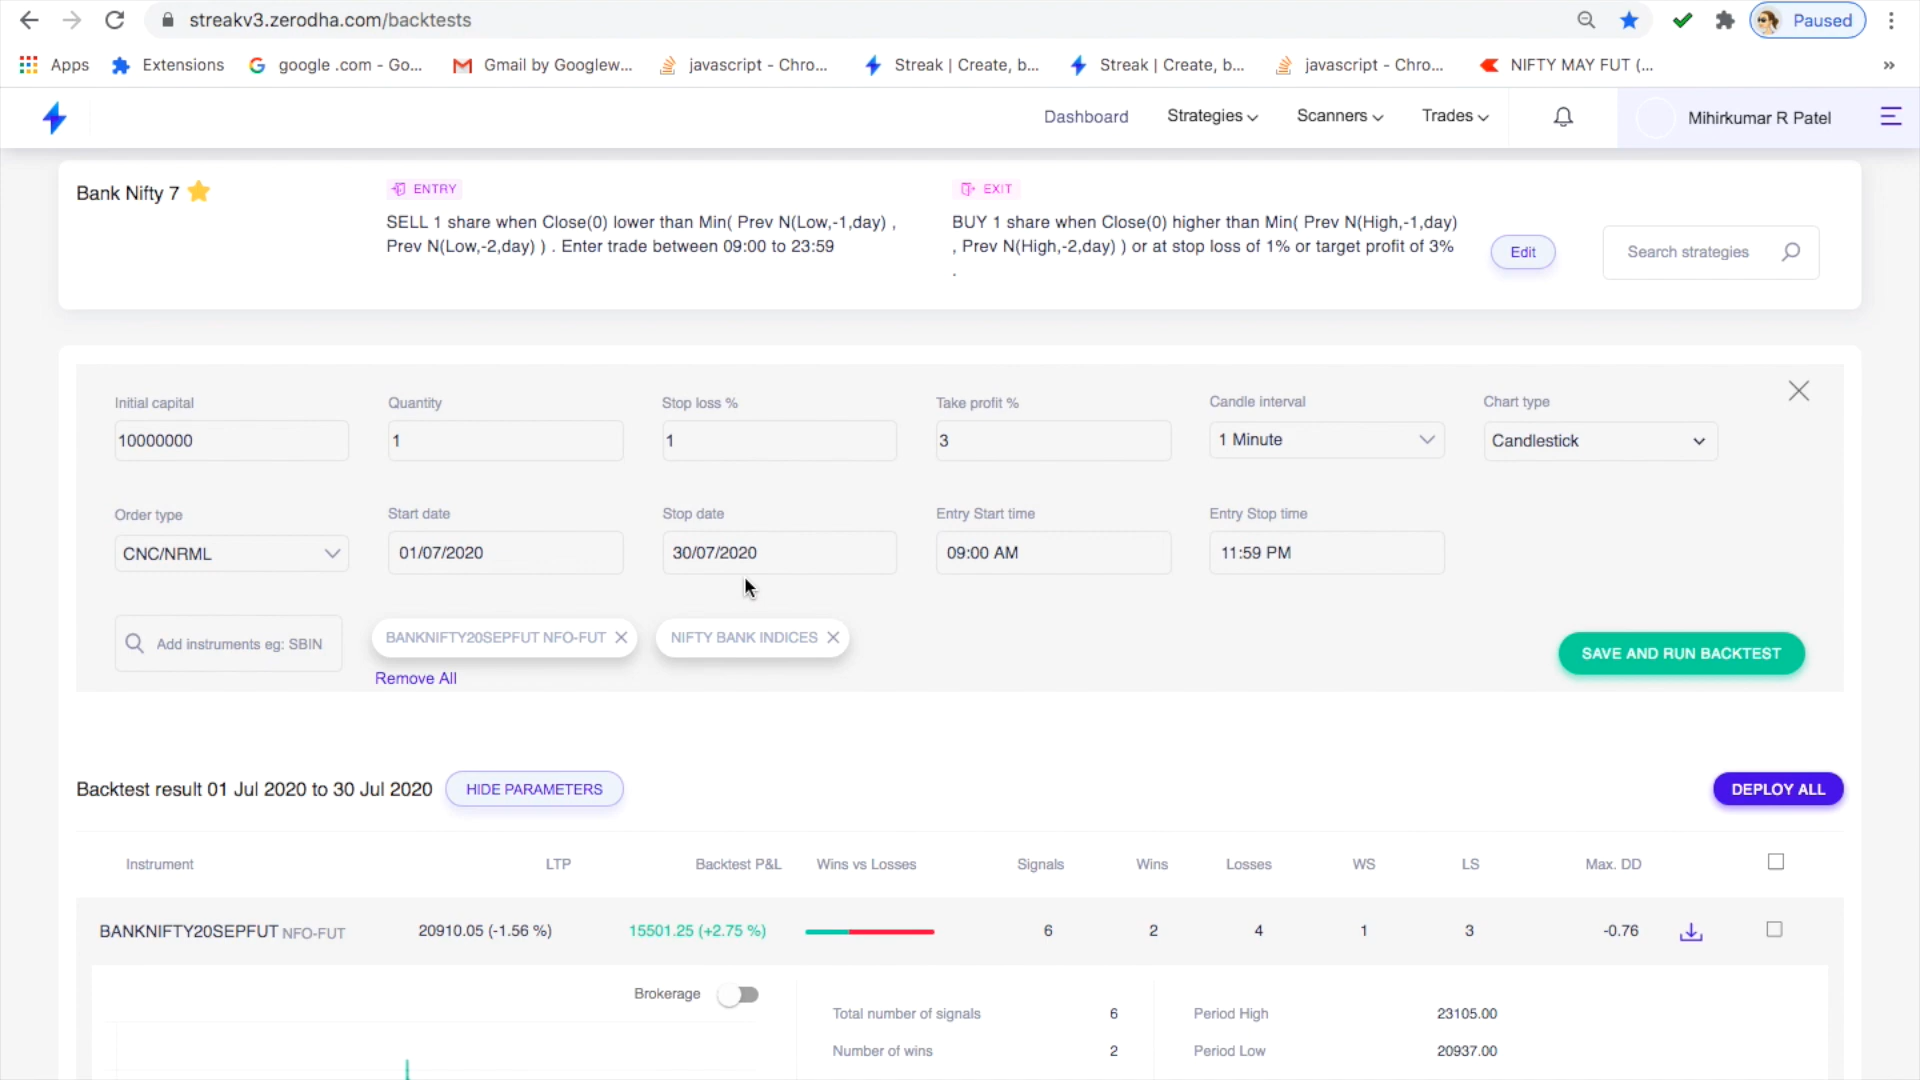 streakv3.zerodha.com/backtests
Paused
Apps
Extensions
google .com - Go...
Gmail by Googlew...
javascript - Chro...
Streak | Create, b...
Streak | Create, b...
javascript - Chro...
NIFTY MAY FUT (...
»
Dashboard
Strategies
Scanners
Trades
Mihirkumar R Patel
Bank Nifty 7
ENTRY
SELL 1 share when Close(0) lower than Min( Prev N(Low,-1,day) ,
Prev N(Low,-2,day) ) . Enter trade between 09:00 to 23:59
EXIT
BUY 1 share when Close(0) higher than Min( Prev N(High,-1,day)
, Prev N(High,-2,day) ) or at stop loss of 1% or target profit of 3%
.
Edit
Search strategies
Initial capital
Quantity
Stop loss %
Take profit %
Candle interval
Chart type
10000000
1
1
3
1 Minute
Candlestick
Order type
Start date
Stop date
Entry Start time
Entry Stop time
CNC/NRML
01/07/2020
30/07/2020
09:00 AM
11:59 PM
Add instruments eg: SBIN
BANKNIFTY20SEPFUT NFO-FUT
NIFTY BANK INDICES
Remove All
SAVE AND RUN BACKTEST
Backtest result 01 Jul 2020 to 30 Jul 2020
HIDE PARAMETERS
DEPLOY ALL
Instrument LTP Backtest P&L Wins vs Losses Signals Wins Losses WS LS Max. DD
BANKNIFTY20SEPFUT NFO-FUT 20910.05 (-1.56 %) 15501.25 (+2.75 %) 6 2 4 1 3 -0.76
Brokerage
Total number of signals 6
Period High 23105.00
Number of wins 2
Period Low 20937.00